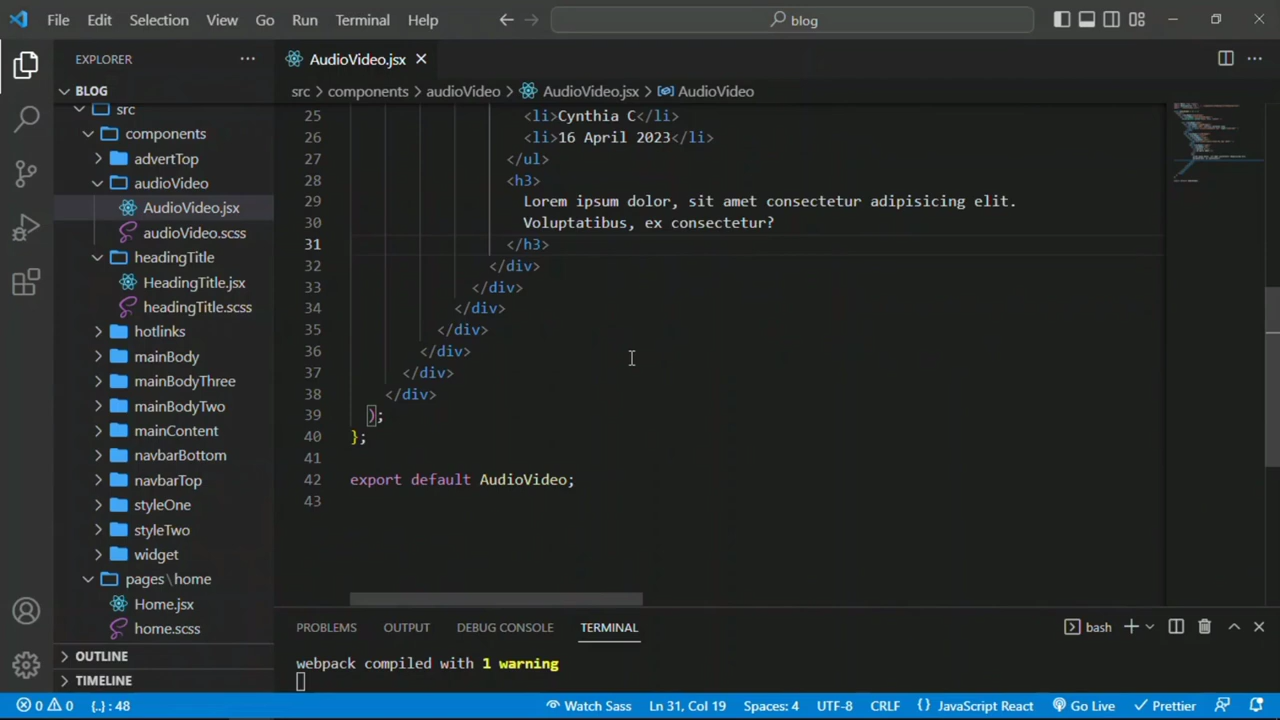 File Edit Selection View Go Run Terminal Help blog
EXPLORER
AudioVideo.jsx
BLOG
src > components > audioVideo > AudioVideo.jsx > AudioVideo
src
components
advertTop
audioVideo
AudioVideo.jsx
audioVideo.scss
headingTitle
HeadingTitle.jsx
headingTitle.scss
hotlinks
mainBody
mainBodyThree
mainBodyTwo
mainContent
navbarBottom
navbarTop
styleOne
styleTwo
widget
pages\home
Home.jsx
home.scss
OUTLINE
TIMELINE
25 <li>Cynthia C</li>
26 <li>16 April 2023</li>
27 </ul>
28 <h3>
29 Lorem ipsum dolor, sit amet consectetur adipisicing elit.
30 Voluptatibus, ex consectetur?
31 </h3>
32 </div>
33 </div>
34 </div>
35 </div>
36 </div>
37 </div>
38 </div>
39 );
40 };
41
42 export default AudioVideo;
43
PROBLEMS OUTPUT DEBUG CONSOLE TERMINAL bash
webpack compiled with 1 warning
0 0 {..} : 48 Watch Sass Ln 31, Col 19 Spaces: 4 UTF-8 CRLF { } JavaScript React Go Live Prettier